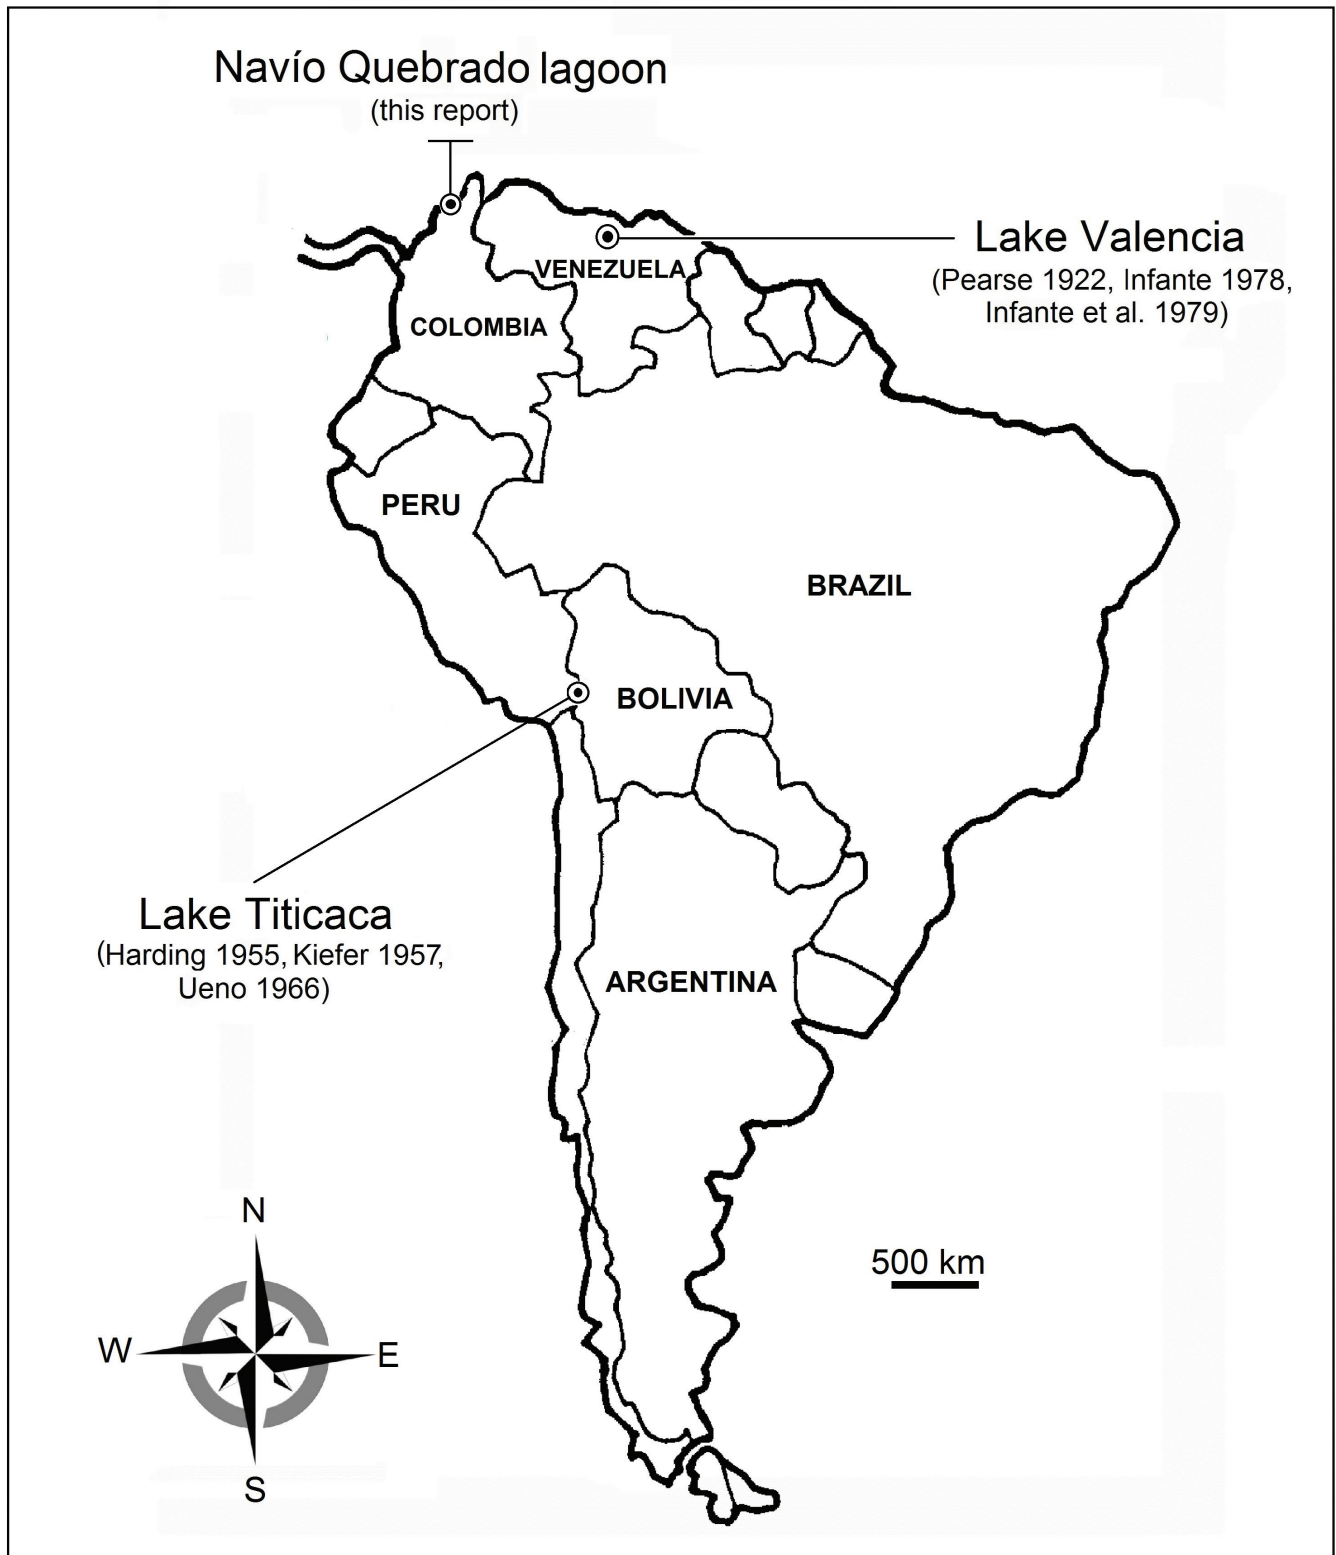 Navío Quebrado lagoon
(this report)
Lake Valencia
(Pearse 1922, Infante 1978,
Infante et al. 1979)
VENEZUELA
COLOMBIA
PERU
BRAZIL
BOLIVIA
Lake Titicaca
(Harding 1955, Kiefer 1957,
Ueno 1966)
ARGENTINA
N
500 km
W
E
S